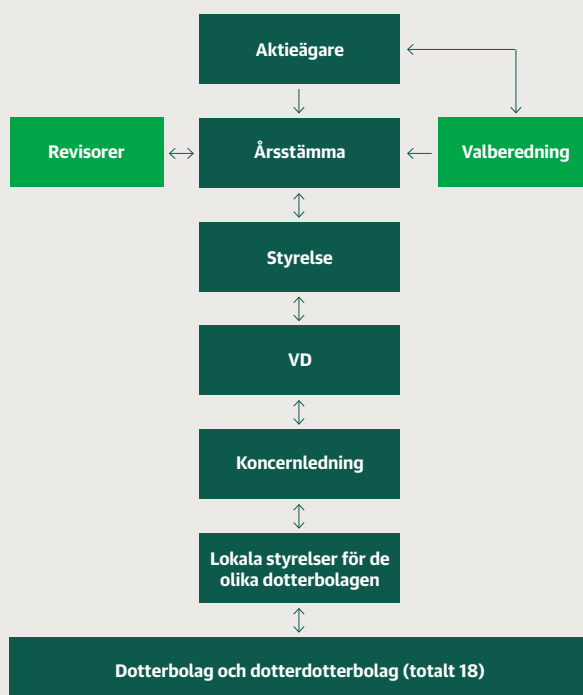 Aktieägare
Revisorer
Årsstämma
Valberedning
Styrelse
VD
Koncernledning
Lokala styrelser för de
olika dotterbolagen
Dotterbolag och dotterdotterbolag (totalt 18)